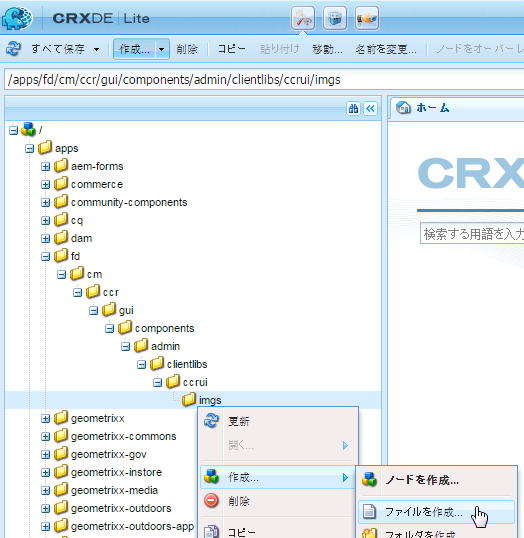 CRXDE | Lite
すべて保存 作成... 削除 コピー 貼り付け 移動... 名前を変更... ノードをオーバーレ
/apps/fd/cm/ccr/gui/components/admin/clientlibs/ccrui/imgs
ホーム
/
apps
aem-forms
commerce
community-components
cq
dam
fd
cm
ccr
gui
components
admin
clientlibs
ccrui
imgs
geometrixx
geometrixx-commons
geometrixx-gov
geometrixx-instore
geometrixx-media
geometrixx-outdoors
geometrixx-outdoors-app
CRX
検索する用語を入力
更新
開く...
作成...
削除
コピー
ノードを作成...
ファイルを作成...
フォルダを作成